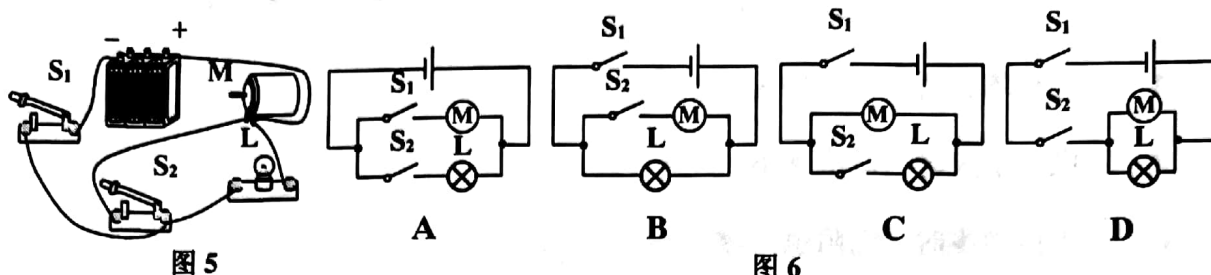 S₁ − + M L S₂
图 5
S₁ M S₂ L
A
S₁ S₂ M L
B
S₁ M S₂ L
C
S₁ S₂ M L
D
图 6